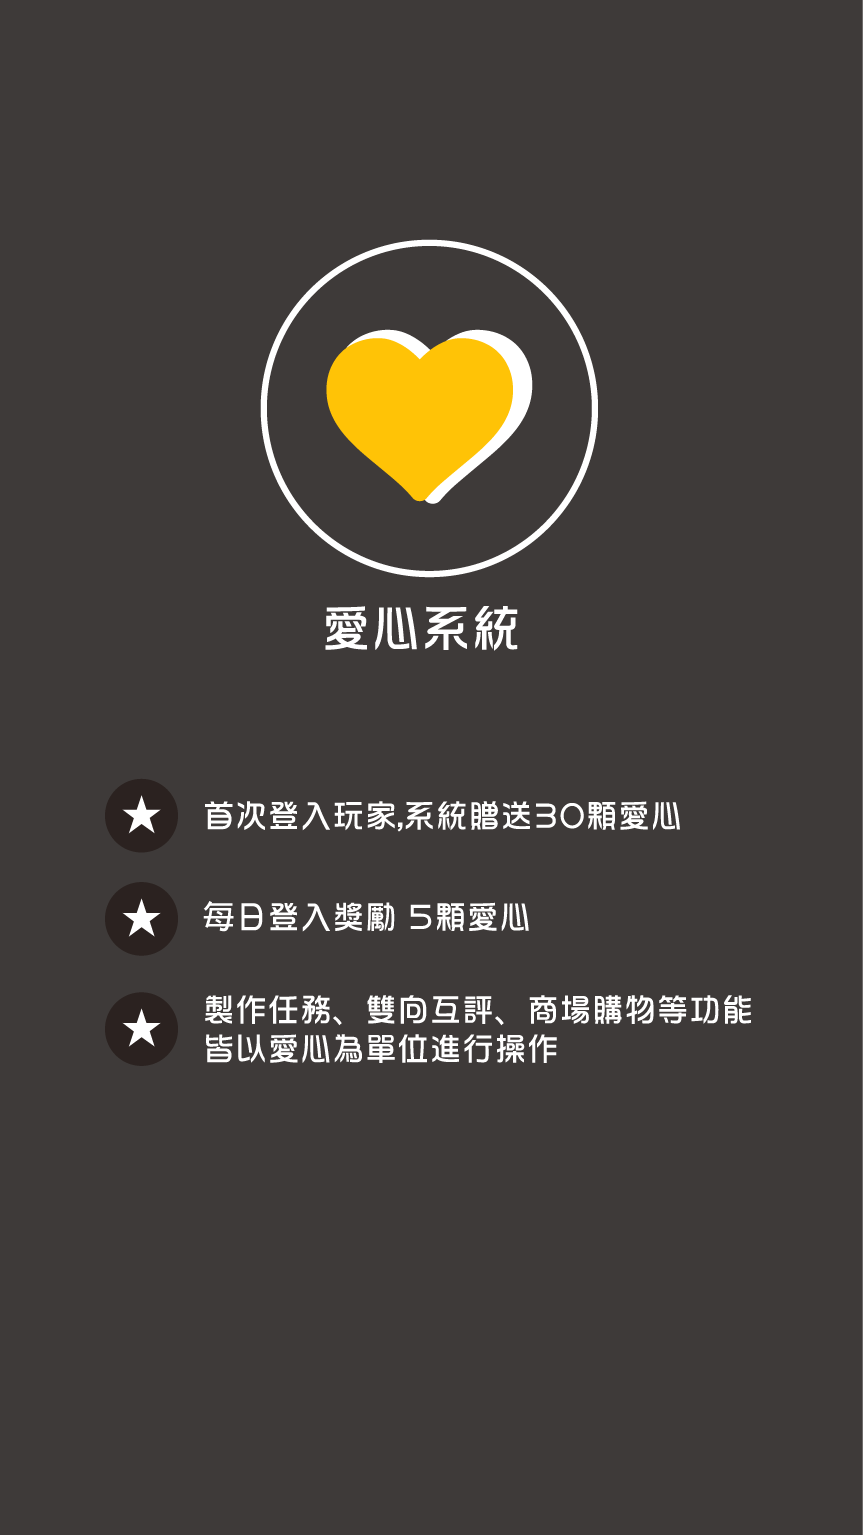 愛心系統
首次登入玩家,系統贈送30顆愛心
每日登入獎勵 5顆愛心
製作任務、雙向互評、商場購物等功能
皆以愛心為單位進行操作